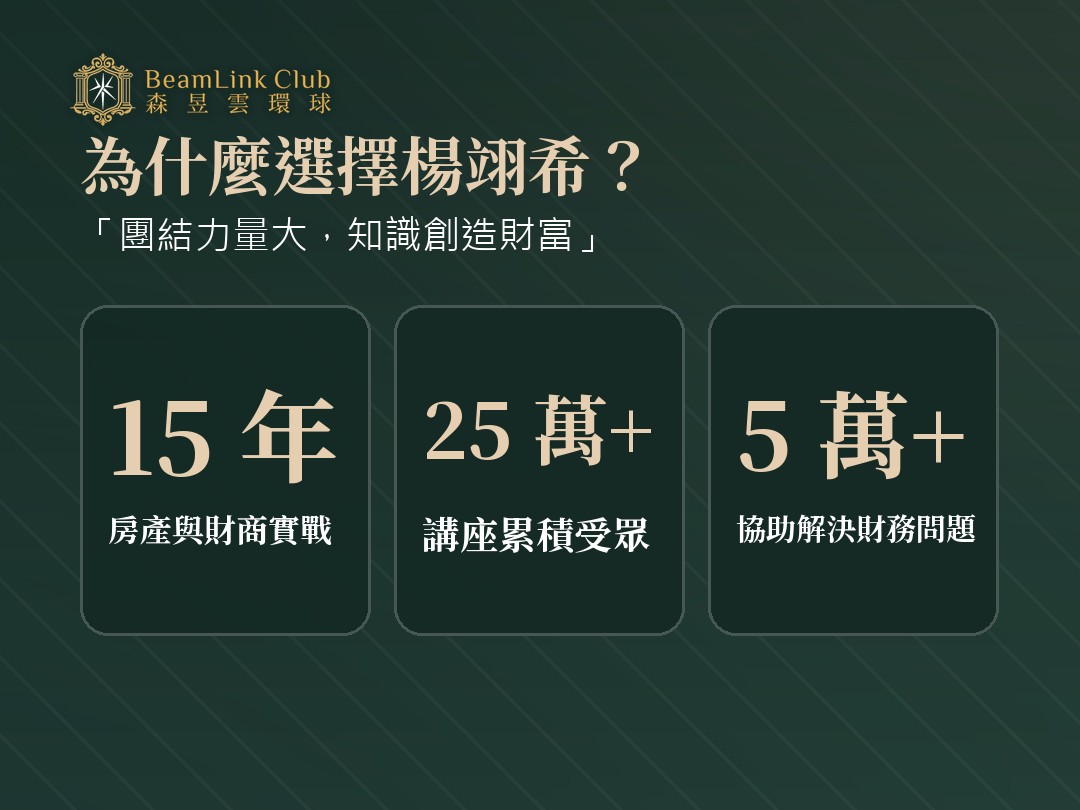 BeamLink Club
森昱雲環球
為什麼選擇楊翊希？
「團結力量大，知識創造財富」
15 年
房產與財商實戰
25 萬+
講座累積受眾
5 萬+
協助解決財務問題